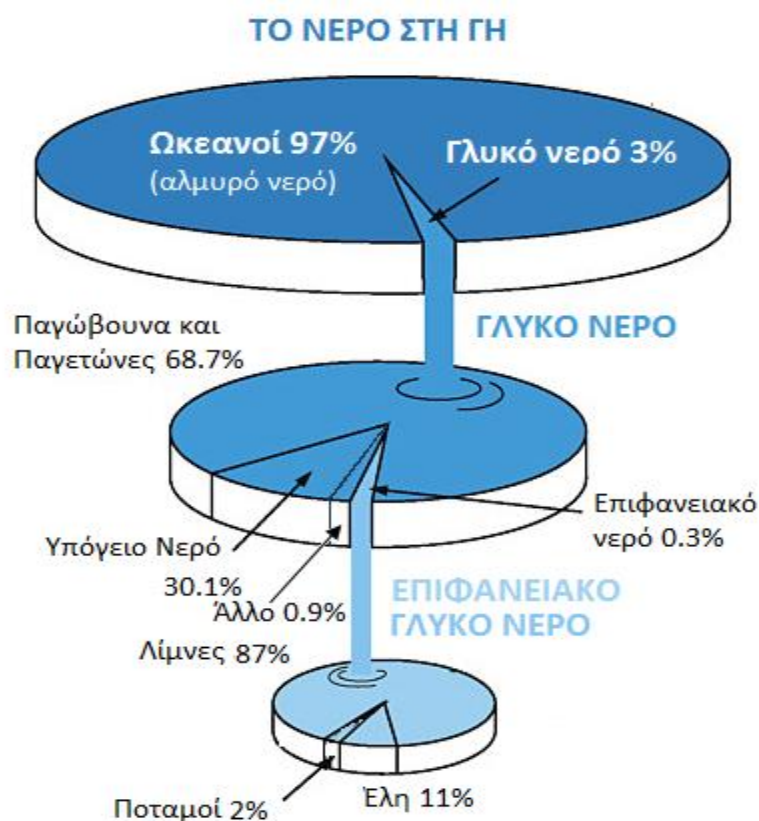 ΤΟ ΝΕΡΟ ΣΤΗ ΓΗ
Ωκεανοί 97%
(αλμυρό νερό)
Γλυκό νερό 3%
ΓΛΥΚΟ ΝΕΡΟ
Παγώβουνα και
Παγετώνες 68.7%
Επιφανειακό
νερό 0.3%
Υπόγειο Νερό
30.1%
Άλλο 0.9%
ΕΠΙΦΑΝΕΙΑΚΟ
ΓΛΥΚΟ ΝΕΡΟ
Λίμνες 87%
Ποταμοί 2%
Έλη 11%